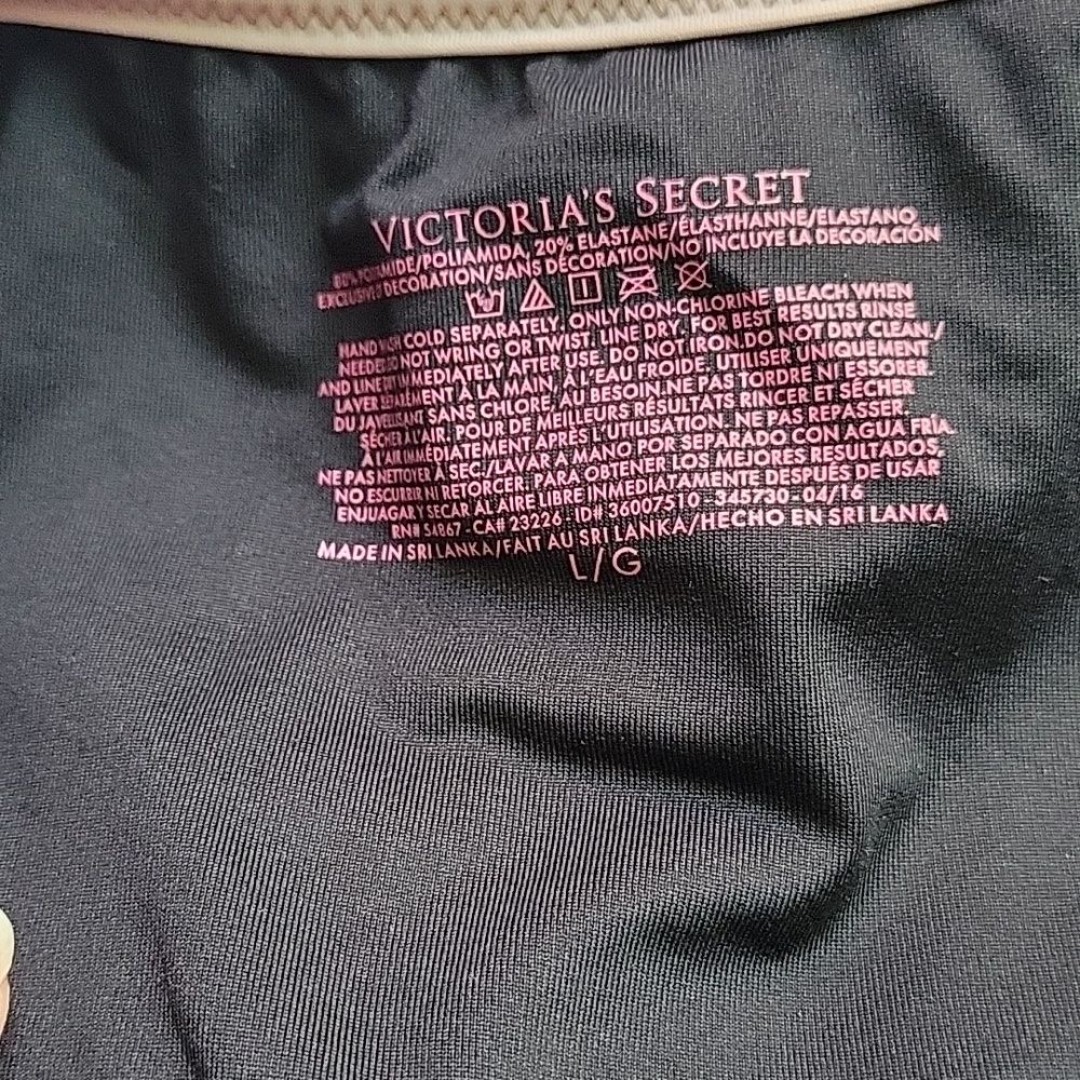 VICTORIA'S SECRET
80% POLYAMIDE/POLIAMIDA, 20% ELASTANE/ÉLASTHANNE/ELASTANO
EXCLUSIVE OF DECORATION/SANS DÉCORATION/NO INCLUYE LA DECORACIÓN
HAND WASH COLD SEPARATELY. ONLY NON-CHLORINE BLEACH WHEN
NEEDED. DO NOT WRING OR TWIST. LINE DRY. FOR BEST RESULTS RINSE
AND LINE DRY IMMEDIATELY AFTER USE. DO NOT IRON. DO NOT DRY CLEAN./
LAVER SÉPARÉMENT À LA MAIN, À L'EAU FROIDE. UTILISER UNIQUEMENT
DU JAVELLISANT SANS CHLORE, AU BESOIN. NE PAS TORDRE NI ESSORER.
SÉCHER À L'AIR. POUR DE MEILLEURS RÉSULTATS RINCER ET SÉCHER
À L'AIR IMMÉDIATEMENT APRÈS L'UTILISATION. NE PAS REPASSER.
NE PAS NETTOYER À SEC./LAVAR A MANO POR SEPARADO CON AGUA FRÍA.
NO ESCURRIR NI RETORCER. PARA OBTENER LOS MEJORES RESULTADOS,
ENJUAGAR Y SECAR AL AIRE LIBRE INMEDIATAMENTE DESPUÉS DE USAR
RN# 54867 - CA# 23226 - ID# 36007510 - 345730 - 04/16
MADE IN SRI LANKA/FAIT AU SRI LANKA/HECHO EN SRI LANKA
L/G